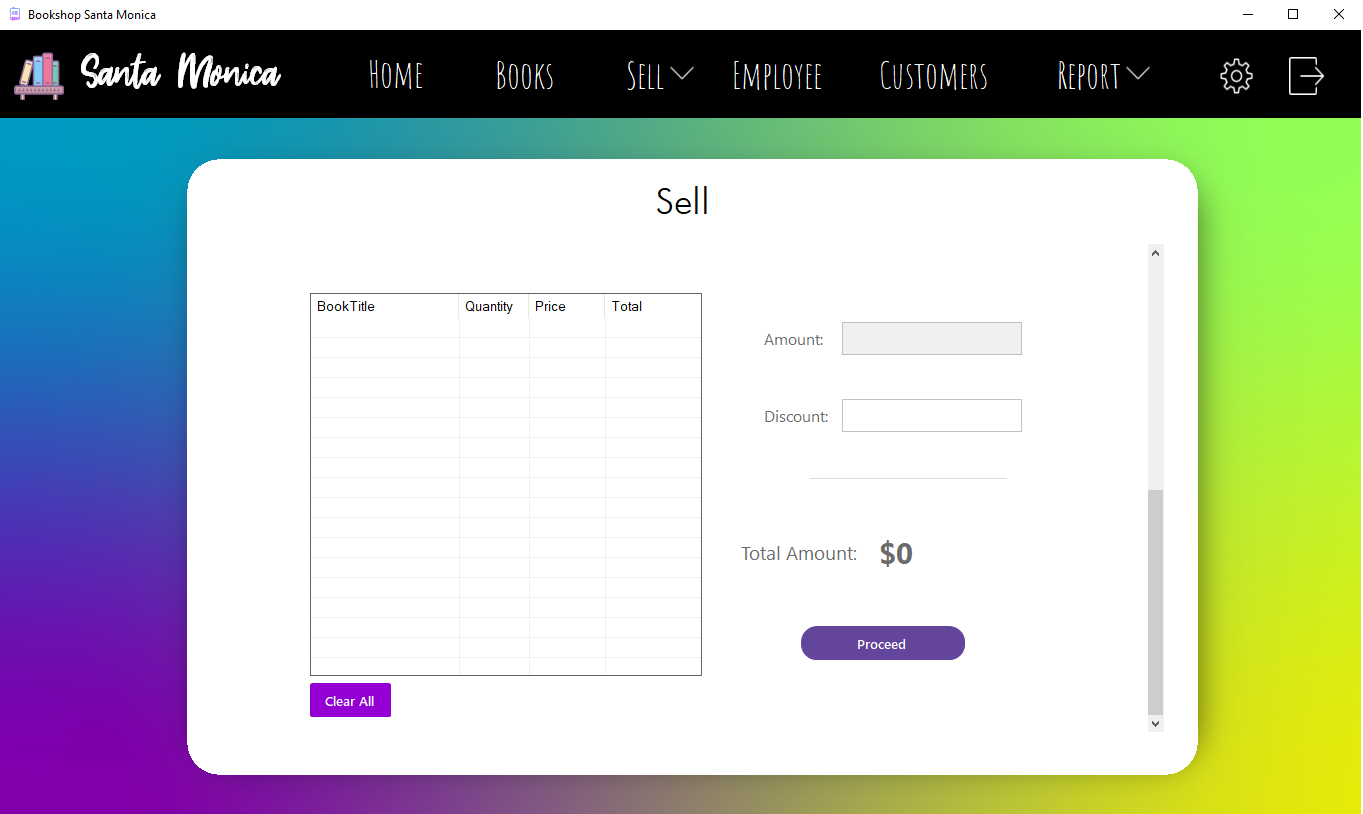 Bookshop Santa Monica
Santa Monica Home Books Sell Employee Customers Report
Sell
BookTitle Quantity Price Total
Amount:
Discount:
Total Amount: $0
Proceed
Clear All